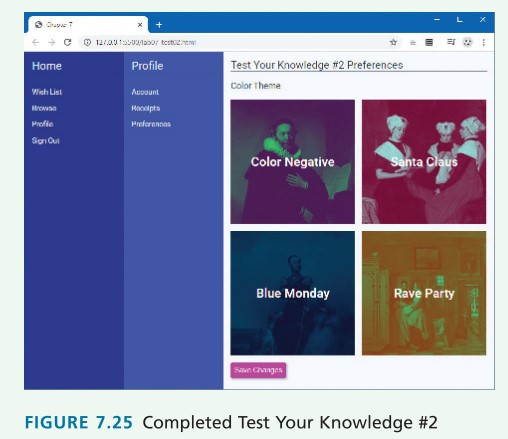 Chapter 7
127.0.0.1:5500/lab07-test02.html
Home
Wish List
Browse
Profile
Sign Out
Profile
Account
Receipts
Preferences
Test Your Knowledge #2 Preferences
Color Theme
Color Negative
Santa Claus
Blue Monday
Rave Party
Save Changes
FIGURE 7.25 Completed Test Your Knowledge #2